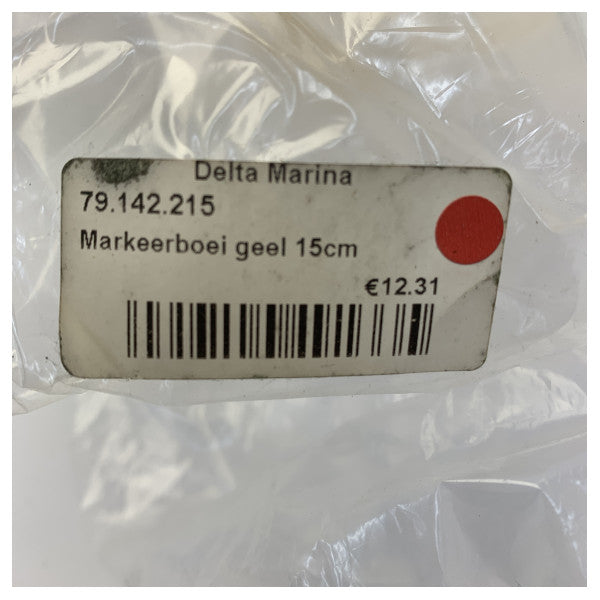 Delta Marina
79.142.215
Markeerboei geel 15cm
€12.31